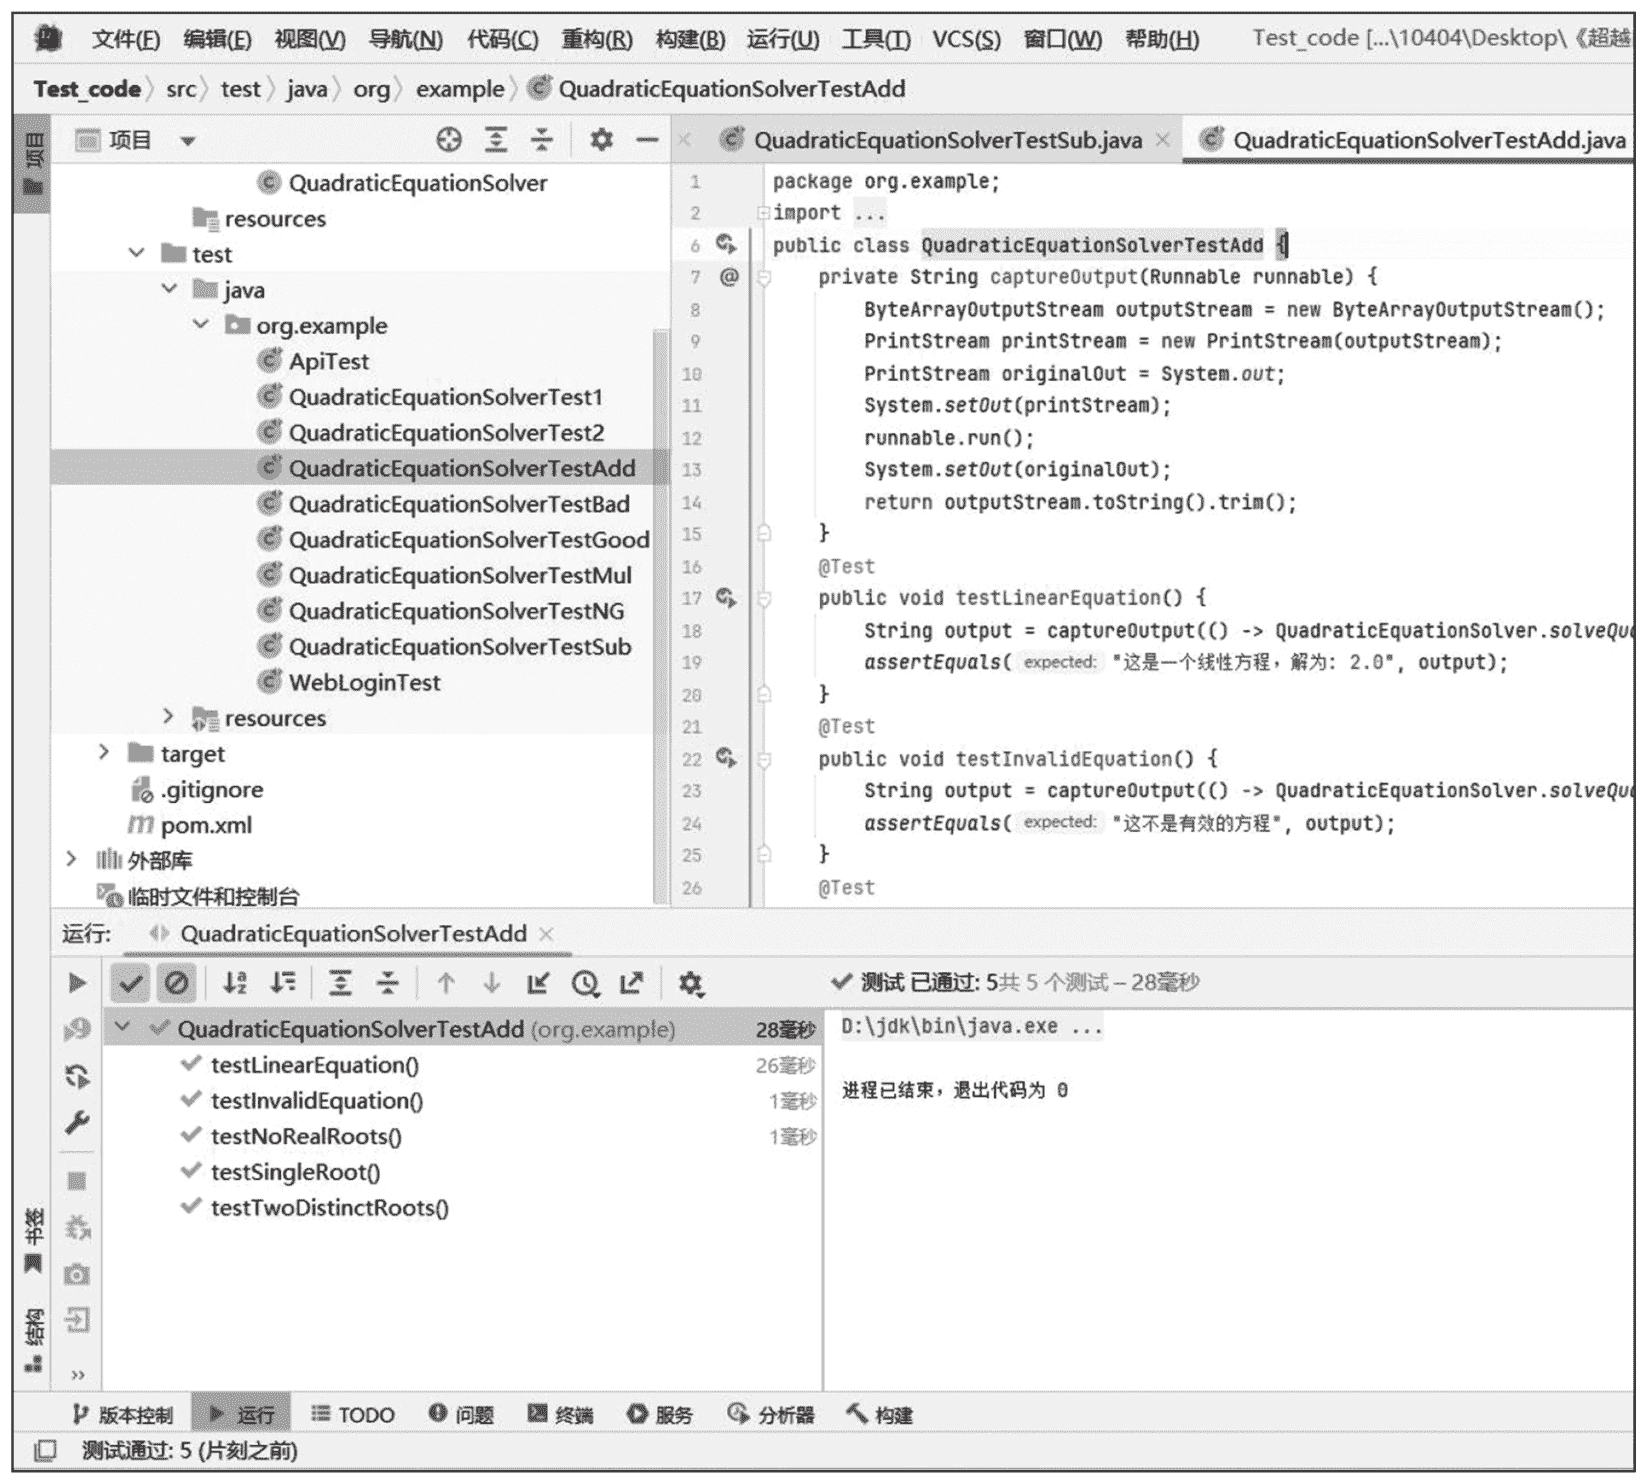 文件(F) 编辑(E) 视图(V) 导航(N) 代码(C) 重构(R) 构建(B) 运行(U) 工具(T) VCS(S) 窗口(W) 帮助(H) Test_code [...\10404\Desktop\《超越
Test_code 〉 src 〉 test 〉 java 〉 org 〉 example 〉 QuadraticEquationSolverTestAdd
项目
项目
QuadraticEquationSolver
resources
test
java
org.example
ApiTest
QuadraticEquationSolverTest1
QuadraticEquationSolverTest2
QuadraticEquationSolverTestAdd
QuadraticEquationSolverTestBad
QuadraticEquationSolverTestGood
QuadraticEquationSolverTestMul
QuadraticEquationSolverTestNG
QuadraticEquationSolverTestSub
WebLoginTest
resources
target
.gitignore
pom.xml
外部库
临时文件和控制台
QuadraticEquationSolverTestSub.java × QuadraticEquationSolverTestAdd.java
1 package org.example;
2 import ...
6 public class QuadraticEquationSolverTestAdd {
7 private String captureOutput(Runnable runnable) {
8 ByteArrayOutputStream outputStream = new ByteArrayOutputStream();
9 PrintStream printStream = new PrintStream(outputStream);
10 PrintStream originalOut = System.out;
11 System.setOut(printStream);
12 runnable.run();
13 System.setOut(originalOut);
14 return outputStream.toString().trim();
15 }
16 @Test
17 public void testLinearEquation() {
18 String output = captureOutput(() -> QuadraticEquationSolver.solveQu
19 assertEquals( expected: "这是一个线性方程，解为: 2.0", output);
20 }
21 @Test
22 public void testInvalidEquation() {
23 String output = captureOutput(() -> QuadraticEquationSolver.solveQu
24 assertEquals( expected: "这不是有效的方程", output);
25 }
26 @Test
运行: QuadraticEquationSolverTestAdd ×
测试 已通过: 5共 5 个测试 – 28毫秒
QuadraticEquationSolverTestAdd (org.example) 28毫秒
testLinearEquation() 26毫秒
testInvalidEquation() 1毫秒
testNoRealRoots() 1毫秒
testSingleRoot()
testTwoDistinctRoots()
D:\jdk\bin\java.exe ...
进程已结束，退出代码为 0
书签
结构
版本控制 运行 TODO 问题 终端 服务 分析器 构建
测试通过: 5 (片刻之前)